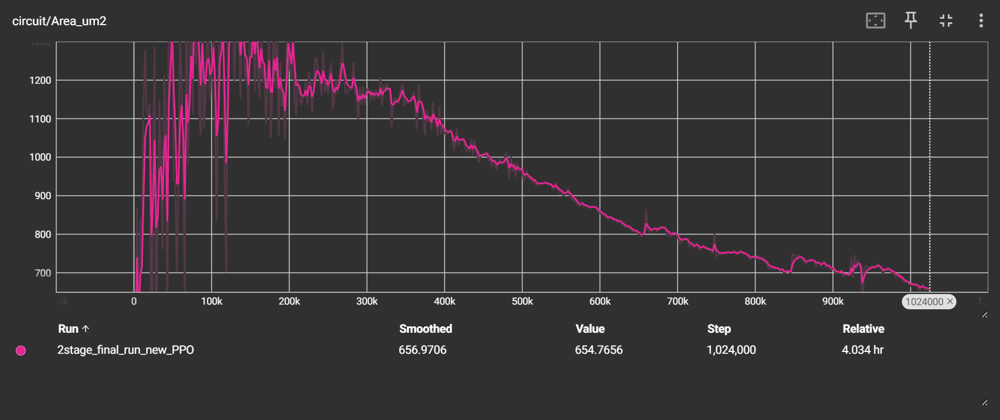 circuit/Area_um2
1200
1100
1000
900
800
700
0 100k 200k 300k 400k 500k 600k 700k 800k 900k 1024000 ×
Run ↑ Smoothed Value Step Relative
2stage_final_run_new_PPO 656.9706 654.7656 1,024,000 4.034 hr